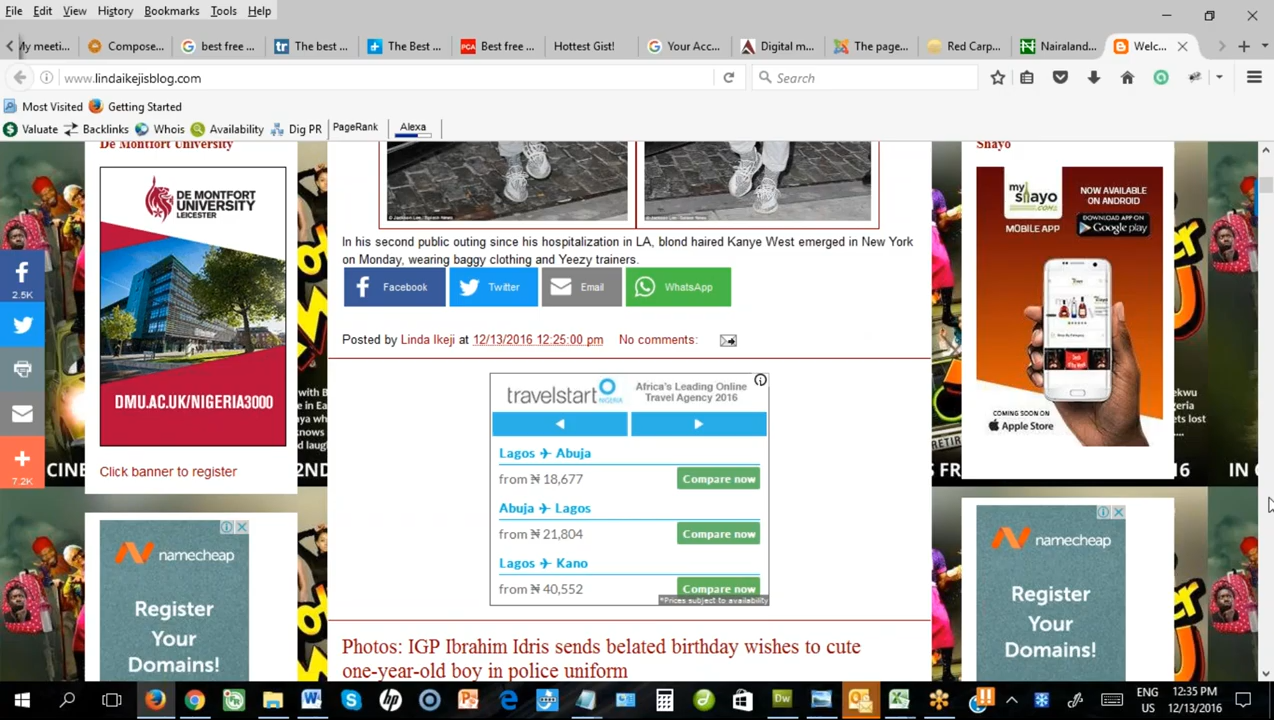 File Edit View History Bookmarks Tools Help
My meeti... Compose... best free ... The best ... The Best ... Best free ... Hottest Gist! Your Acc... Digital m... The page... Red Carp... Nairaland... Welc...
www.lindaikejisblog.com Search
Most Visited Getting Started
Valuate Backlinks Whois Availability Dig PR PageRank Alexa
De Montfort University
DE MONTFORT
UNIVERSITY
LEICESTER
DMU.AC.UK/NIGERIA3000
Click banner to register
namecheap
Register
Your
Domains!
2.5K
7.2K
In his second public outing since his hospitalization in LA, blond haired Kanye West emerged in New York
on Monday, wearing baggy clothing and Yeezy trainers.
Facebook Twitter Email WhatsApp
Posted by Linda Ikeji at 12/13/2016 12:25:00 pm No comments:
travelstart NIGERIA
Africa's Leading Online
Travel Agency 2016
Lagos ✈ Abuja
from ₦ 18,677 Compare now
Abuja ✈ Lagos
from ₦ 21,804 Compare now
Lagos ✈ Kano
from ₦ 40,552 Compare now
*Prices subject to availability
Photos: IGP Ibrahim Idris sends belated birthday wishes to cute
one-year-old boy in police uniform
Shayo
my
shayo
.com
MOBILE APP
NOW AVAILABLE
ON ANDROID
DOWNLOAD APP ON
Google play
COMING SOON ON
Apple Store
namecheap
Register
Your
Domains!
ENG
US
12:35 PM
12/13/2016